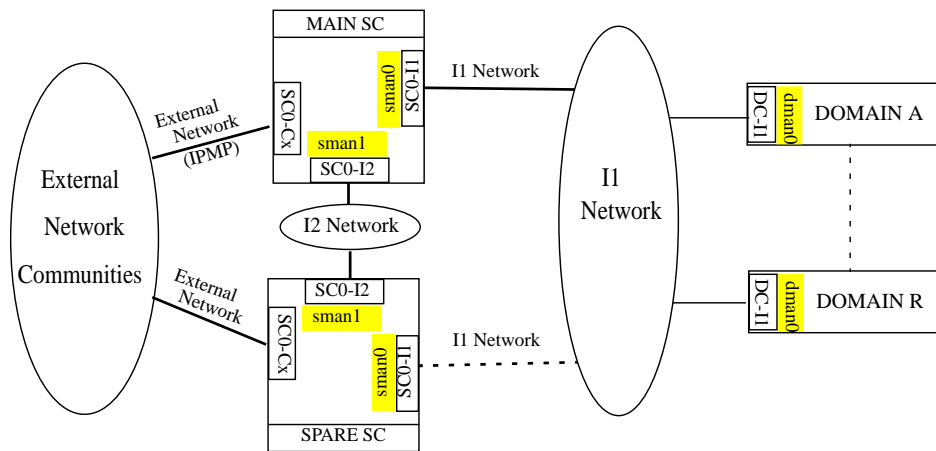 MAIN SC
sman0
SC0-I1
SC0-Cx
sman1
SC0-I2
External
Network
(IPMP)
I1 Network
External
Network
Communities
I2 Network
I1
Network
DC-I1
dman0
DOMAIN A
External
Network
SC0-I2
sman1
SC0-Cx
sman0
SC0-I1
I1 Network
SPARE SC
DC-I1
dman0
DOMAIN R